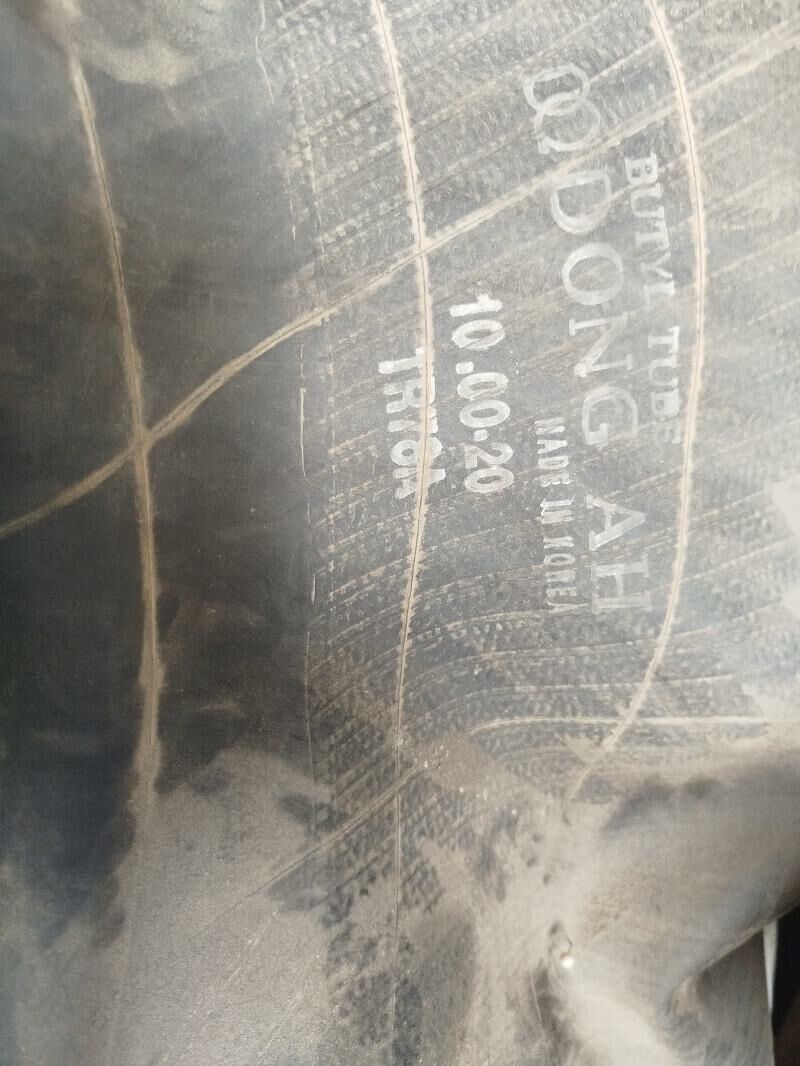 BUTYL TUBE
DONG AH
MADE IN KOREA
10.00-20
TR78A